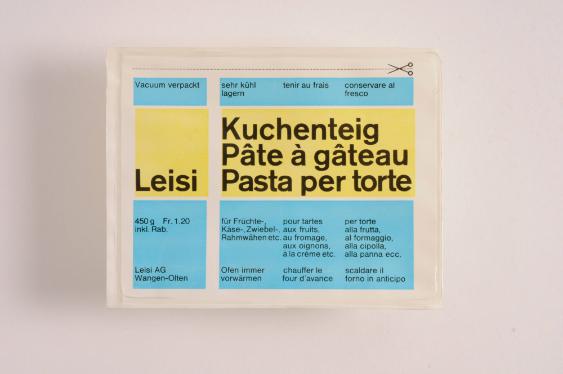 Vacuum verpackt
sehr kühl
lagern
tenir au frais
conservare al
fresco
Leisi
Kuchenteig
Pâte à gâteau
Pasta per torte
450 g Fr. 1.20
inkl. Rab.
für Früchte-,
Käse-, Zwiebel-,
Rahmwähen etc.
pour tartes
aux fruits,
au fromage,
aux oignons,
à la crème etc.
per torte
alla frutta,
al formaggio,
alla cipolla,
alla panna ecc.
Leisi AG
Wangen-Olten
Ofen immer
vorwärmen
chauffer le
four d'avance
scaldare il
forno in anticipo